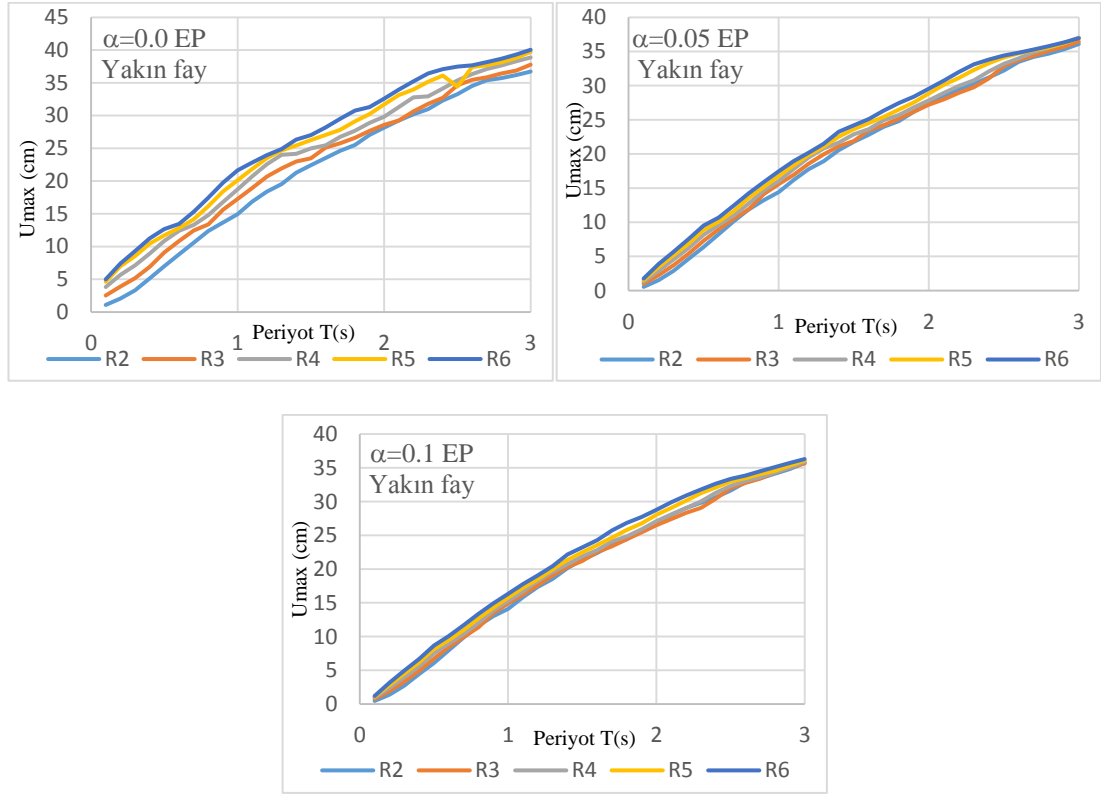 α=0.0 EP
Yakın fay
Umax (cm)
45
40
35
30
25
20
15
10
5
0
0 1 2 3
Periyot T(s)
R2 R3 R4 R5 R6
α=0.05 EP
Yakın fay
Umax (cm)
40
35
30
25
20
15
10
5
0
0 1 2 3
Periyot T(s)
R2 R3 R4 R5 R6
α=0.1 EP
Yakın fay
Umax (cm)
40
35
30
25
20
15
10
5
0
0 1 2 3
Periyot T(s)
R2 R3 R4 R5 R6